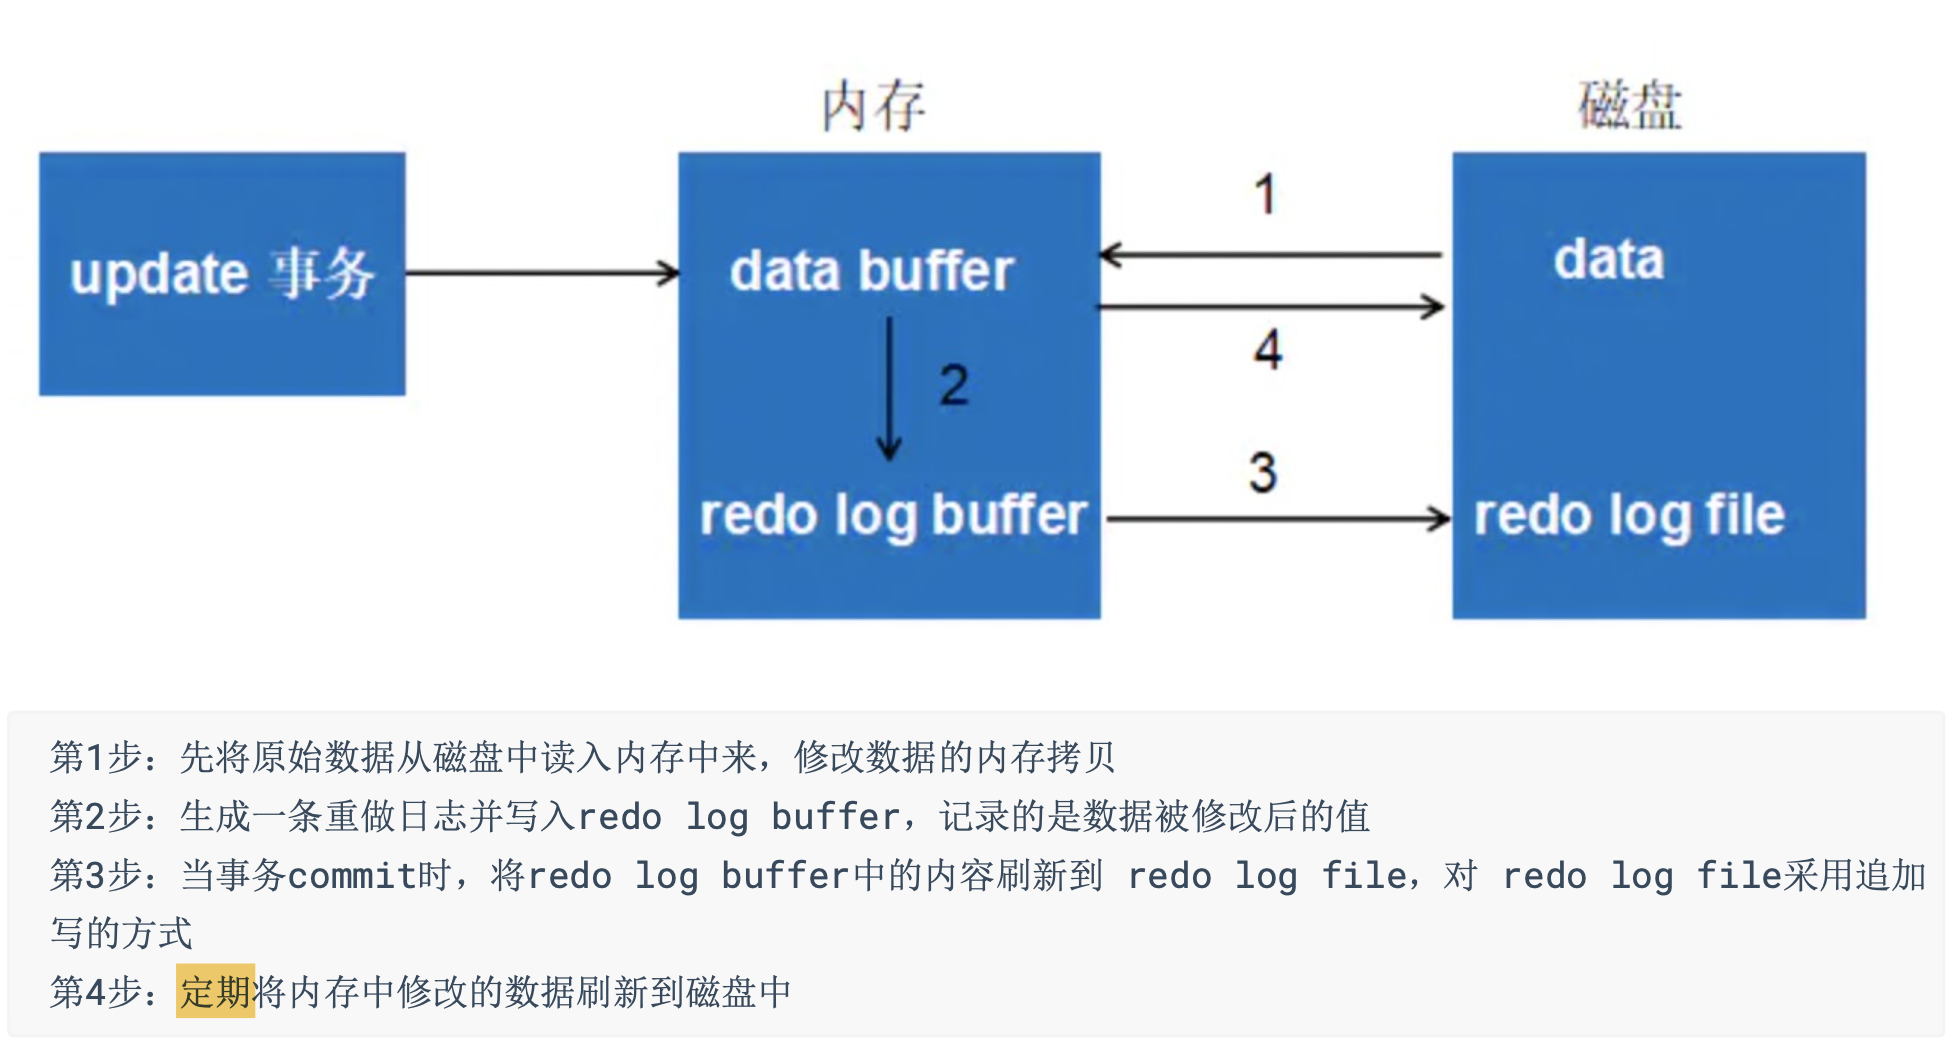 内存
磁盘
update 事务
data buffer
1
data
4
2
3
redo log buffer
redo log file
第1步：先将原始数据从磁盘中读入内存中来，修改数据的内存拷贝
第2步：生成一条重做日志并写入redo log buffer，记录的是数据被修改后的值
第3步：当事务commit时，将redo log buffer中的内容刷新到 redo log file，对 redo log file采用追加
写的方式
第4步：定期将内存中修改的数据刷新到磁盘中